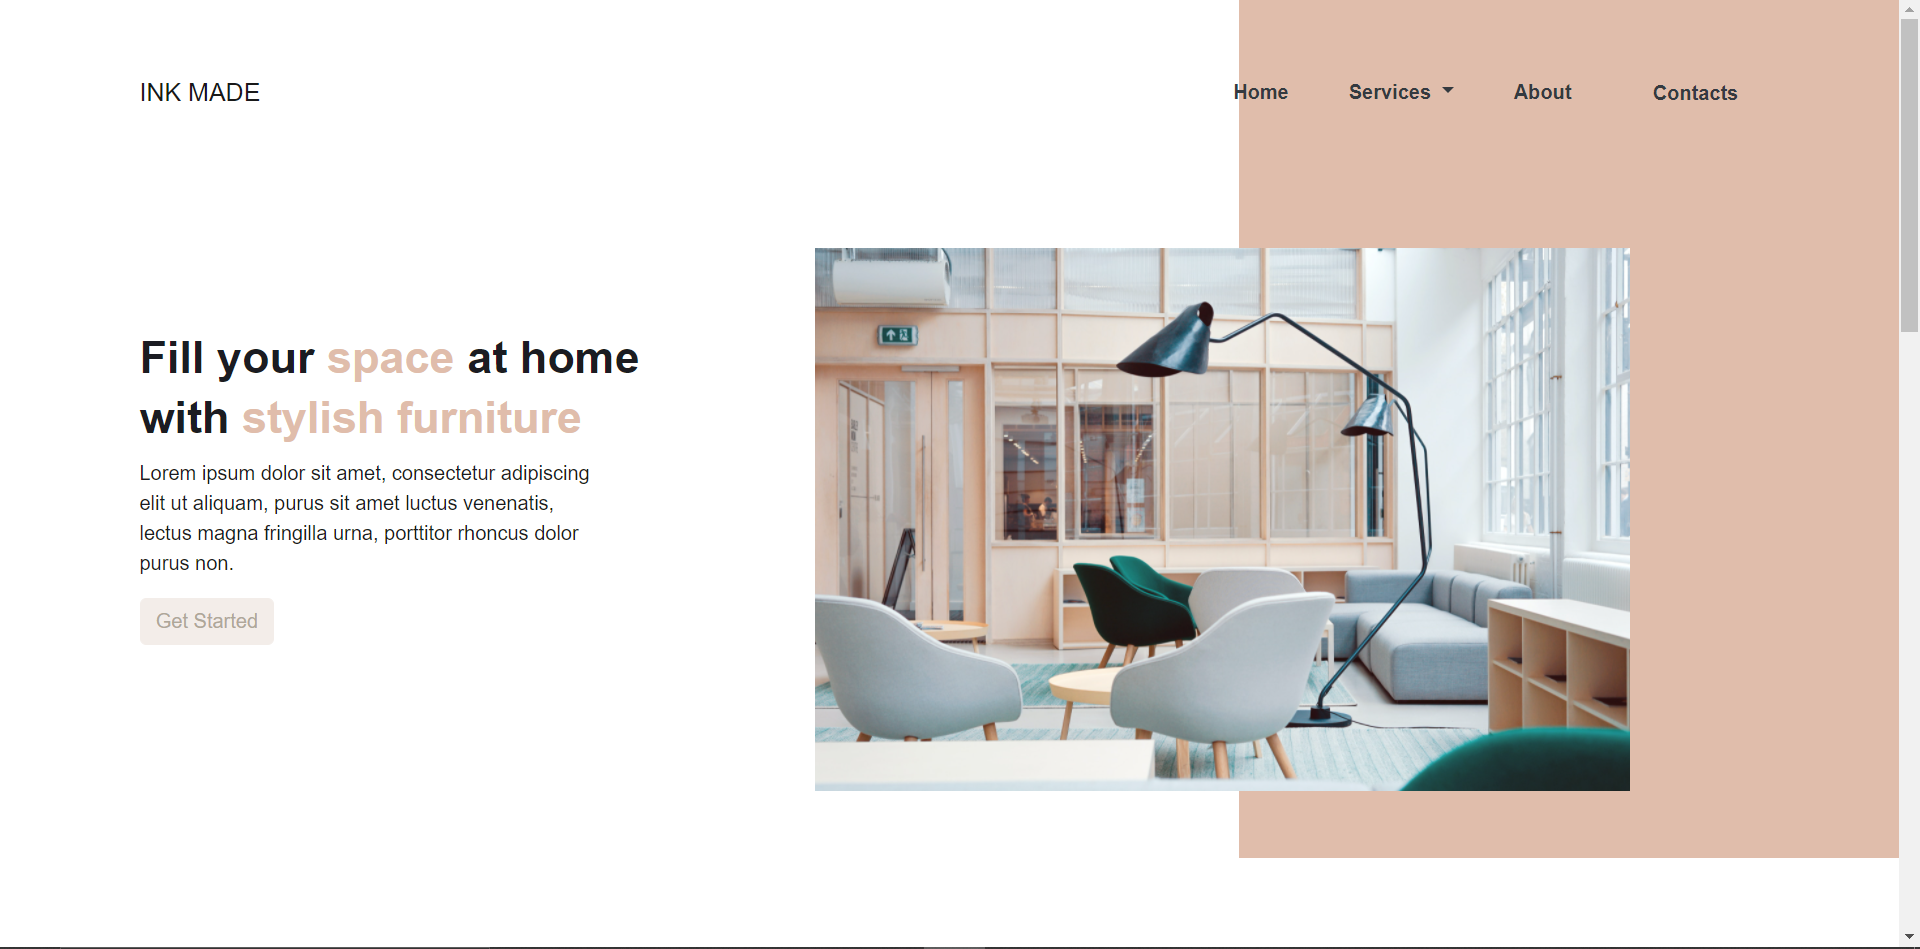 INK MADE
Home Services About Contacts
Fill your space at home
with stylish furniture
Lorem ipsum dolor sit amet, consectetur adipiscing
elit ut aliquam, purus sit amet luctus venenatis,
lectus magna fringilla urna, porttitor rhoncus dolor
purus non.
Get Started